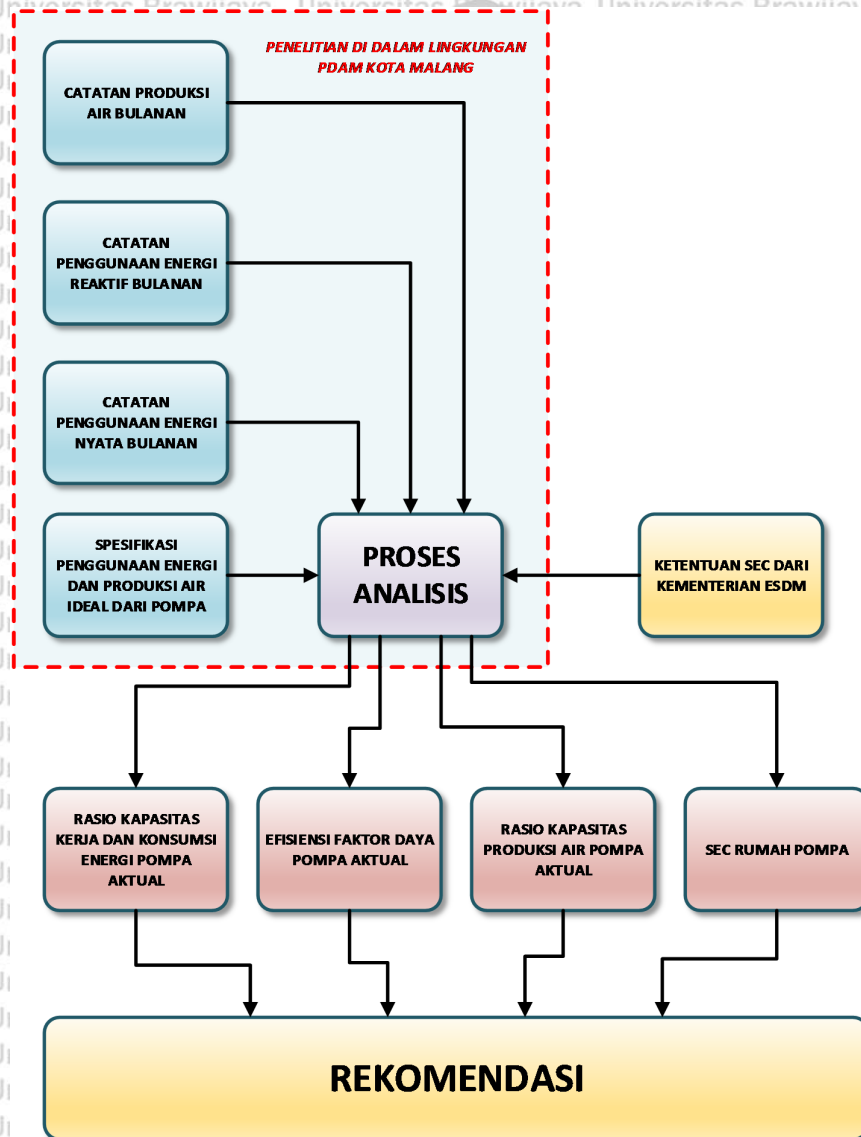 Universitas Brawijaya
PENELITIAN DI DALAM LINGKUNGAN
PDAM KOTA MALANG
CATATAN PRODUKSI
AIR BULANAN
CATATAN
PENGGUNAAN ENERGI
REAKTIF BULANAN
CATATAN
PENGGUNAAN ENERGI
NYATA BULANAN
SPESIFIKASI
PENGGUNAAN ENERGI
DAN PRODUKSI AIR
IDEAL DARI POMPA
PROSES
ANALISIS
KETENTUAN SEC DARI
KEMENTERIAN ESDM
RASIO KAPASITAS
KERJA DAN KONSUMSI
ENERGI POMPA
AKTUAL
EFISIENSI FAKTOR DAYA
POMPA AKTUAL
RASIO KAPASITAS
PRODUKSI AIR POMPA
AKTUAL
SEC RUMAH POMPA
REKOMENDASI